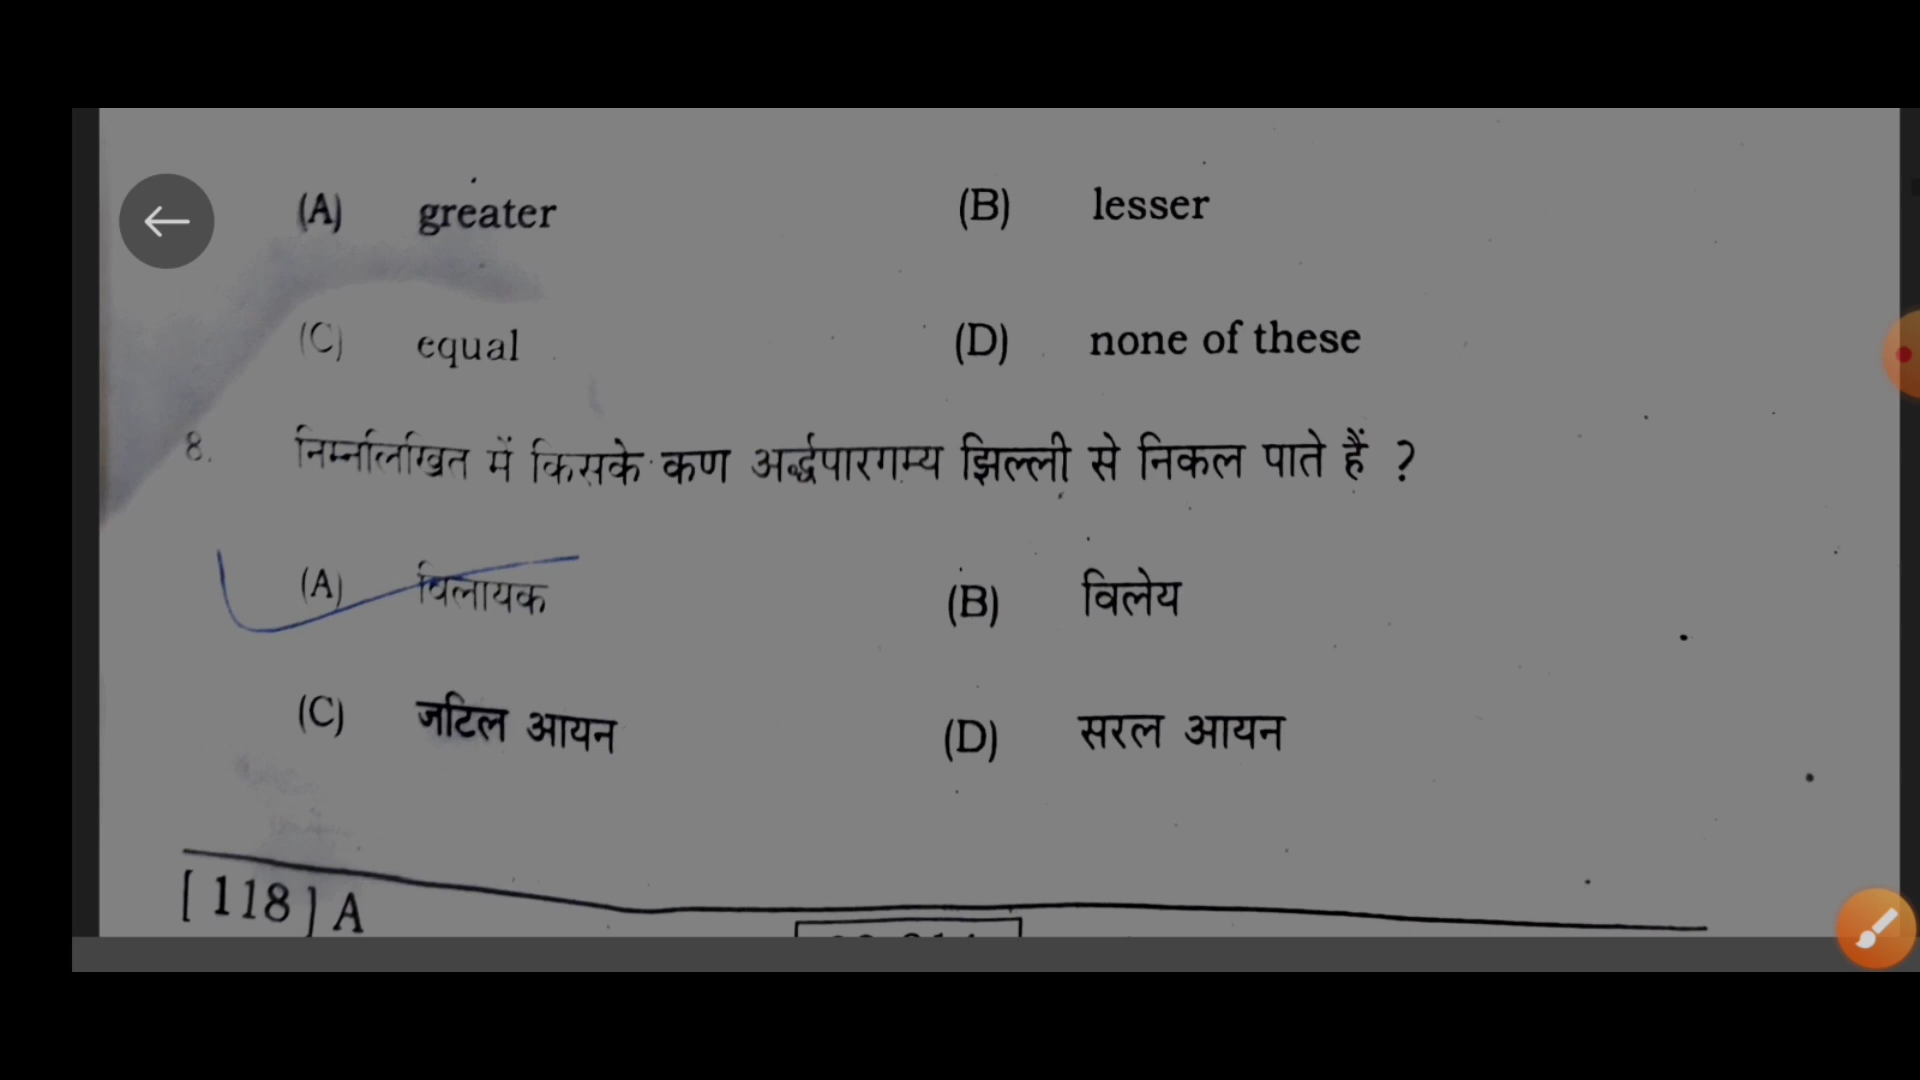 (A) greater (B) lesser
(C) equal (D) none of these
8. निम्नलिखित में किसके कण अर्द्धपारगम्य झिल्ली से निकल पाते हैं ?
(A) विलायक (B) विलेय
(C) जटिल आयन (D) सरल आयन
[ 118 ] A